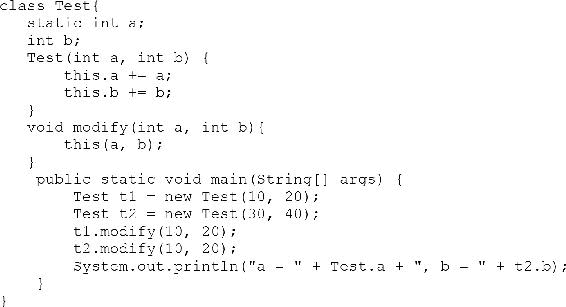 class Test{
static int a;
int b;
Test(int a, int b) {
this.a += a;
this.b += b;
}
void modify(int a, int b){
this(a, b);
}
public static void main(String[] args) {
Test t1 = new Test(10, 20);
Test t2 = new Test(30, 40);
t1.modify(10, 20);
t2.modify(10, 20);
System.out.println("a = " + Test.a + ", b = " + t2.b);
}
}